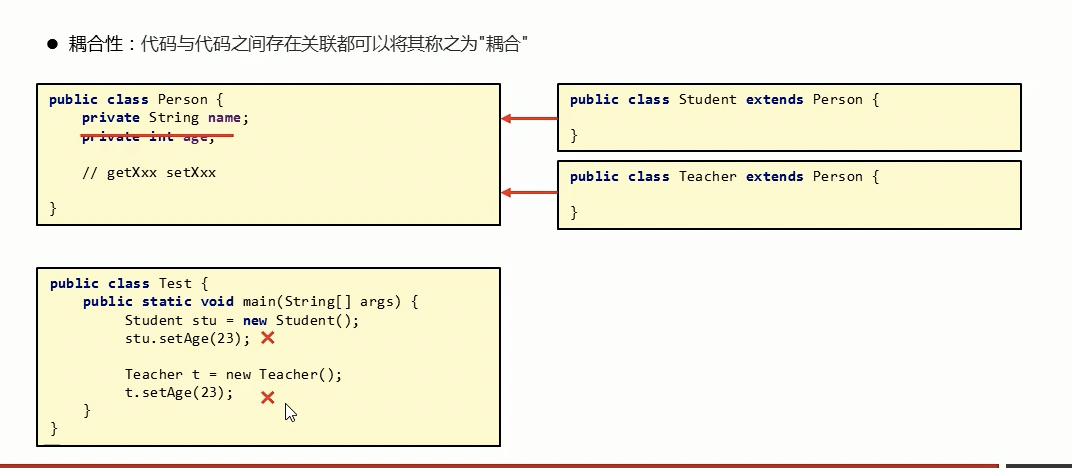 ● 耦合性：代码与代码之间存在关联都可以将其称之为"耦合"
public class Person {
private String name;
private int age;
// getXxx setXxx
}
public class Student extends Person {
}
public class Teacher extends Person {
}
public class Test {
public static void main(String[] args) {
Student stu = new Student();
stu.setAge(23);
Teacher t = new Teacher();
t.setAge(23);
}
}